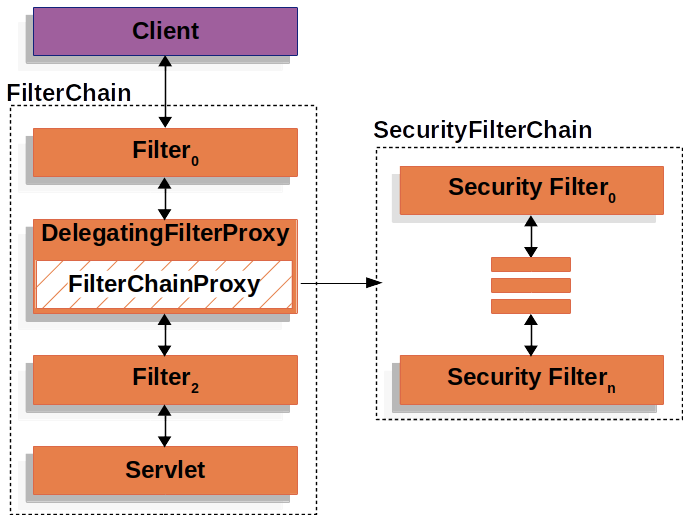 Client
FilterChain
Filter0
DelegatingFilterProxy
FilterChainProxy
Filter2
Servlet
SecurityFilterChain
Security Filter0
Security Filtern